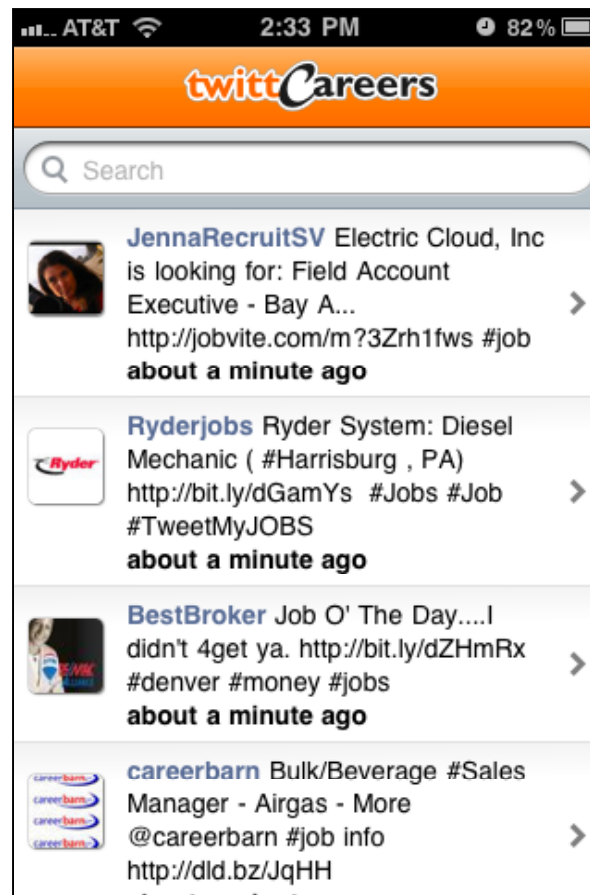 AT&T 2:33 PM 82%
twittCareers
Search
JennaRecruitSV Electric Cloud, Inc
is looking for: Field Account
Executive - Bay A...
http://jobvite.com/m?3Zrh1fws #job
about a minute ago
Ryder
Ryderjobs Ryder System: Diesel
Mechanic ( #Harrisburg , PA)
http://bit.ly/dGamYs #Jobs #Job
#TweetMyJOBS
about a minute ago
BestBroker Job O' The Day....I
didn't 4get ya. http://bit.ly/dZHmRx
#denver #money #jobs
about a minute ago
careerbarn
careerbarn
careerbarn
careerbarn
careerbarn Bulk/Beverage #Sales
Manager - Airgas - More
@careerbarn #job info
http://dld.bz/JqHH